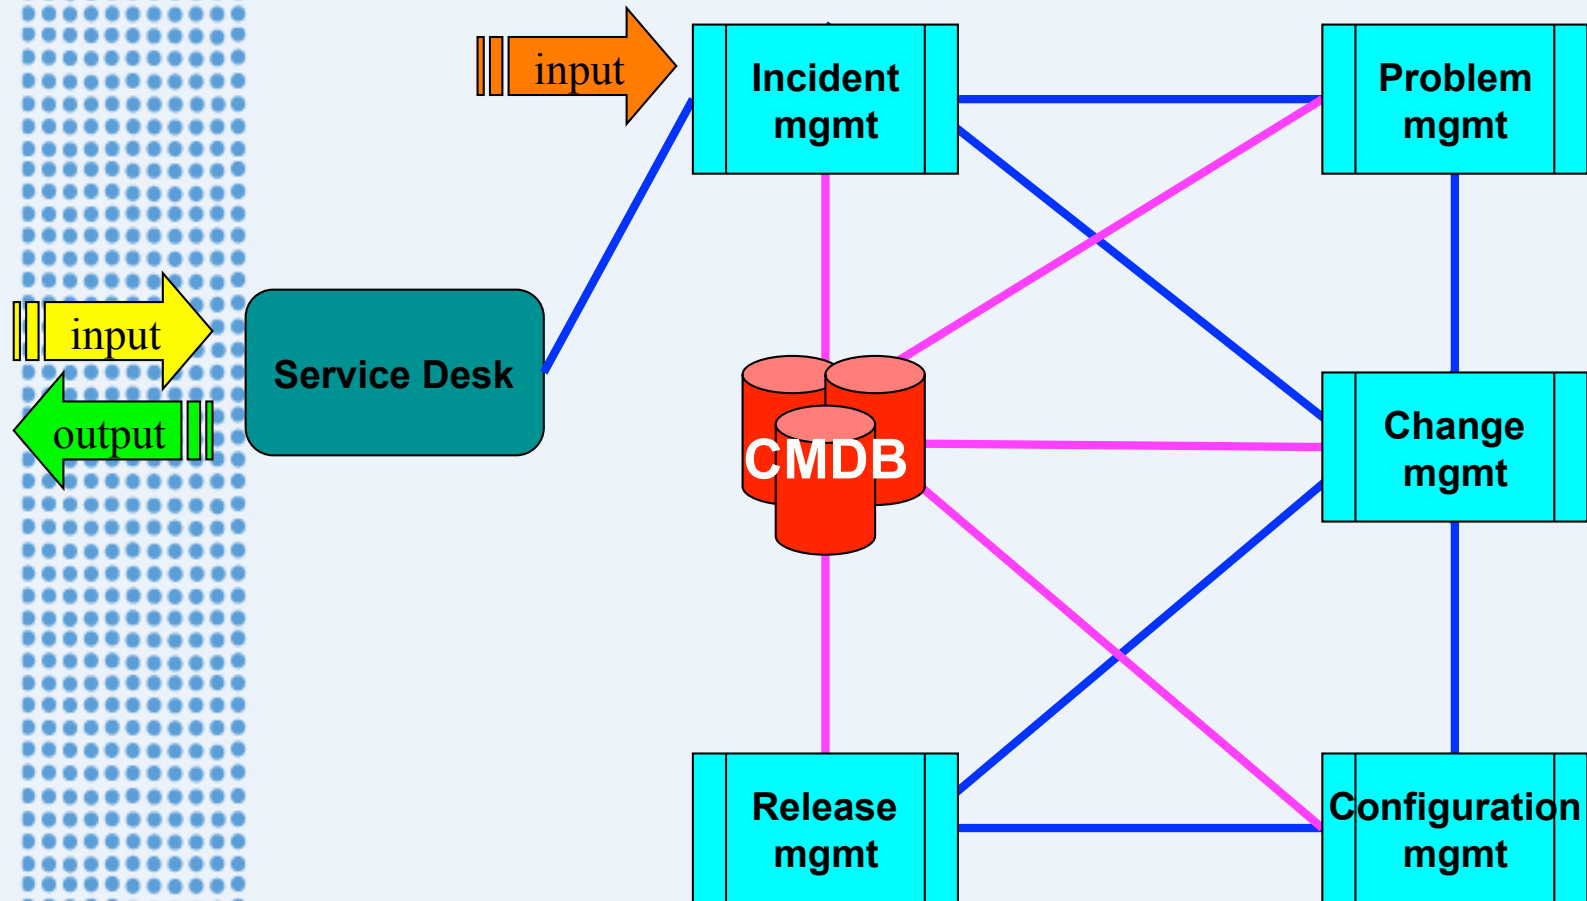 input
Incident
mgmt
Problem
mgmt
input
Service Desk
output
CMDB
Change
mgmt
Release
mgmt
Configuration
mgmt